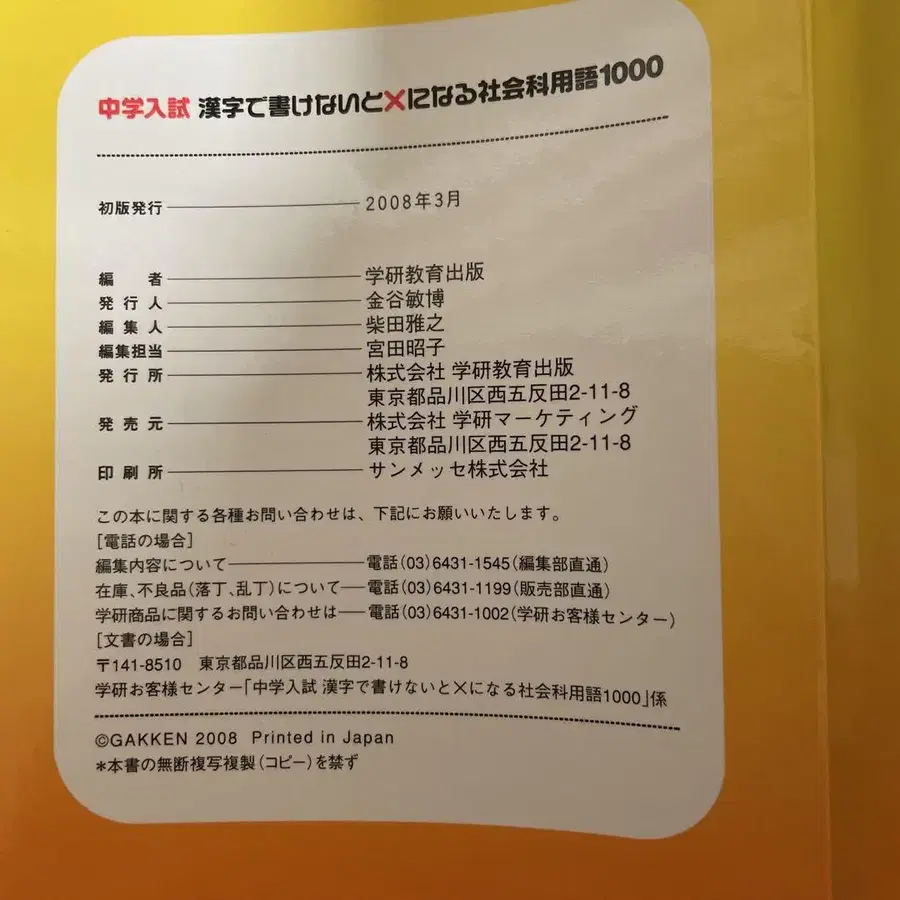 中学入試 漢字で書けないと×になる社会科用語1000
初版発行 2008年3月
編者 学研教育出版
発行人 金谷敏博
編集人 柴田雅之
編集担当 宮田昭子
発行所 株式会社 学研教育出版
東京都品川区西五反田2-11-8
発売元 株式会社 学研マーケティング
東京都品川区西五反田2-11-8
印刷所 サンメッセ株式会社
この本に関する各種お問い合わせは、下記にお願いいたします。
[電話の場合]
編集内容について 電話(03)6431-1545(編集部直通)
在庫、不良品(落丁、乱丁)について 電話(03)6431-1199(販売部直通)
学研商品に関するお問い合わせは 電話(03)6431-1002(学研お客様センター)
[文書の場合]
〒141-8510 東京都品川区西五反田2-11-8
学研お客様センター「中学入試 漢字で書けないと×になる社会科用語1000」係
©GAKKEN 2008 Printed in Japan
*本書の無断複写複製(コピー)を禁ず